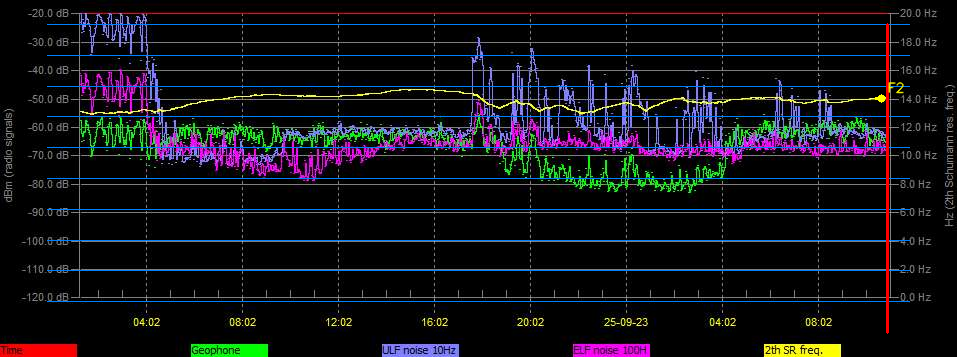 -20.0 dB
20.0 Hz
-30.0 dB
18.0 Hz
-40.0 dB
16.0 Hz
-50.0 dB
F2
14.0 Hz
-60.0 dB
12.0 Hz
-70.0 dB
10.0 Hz
-80.0 dB
8.0 Hz
-90.0 dB
6.0 Hz
-100.0 dB
4.0 Hz
-110.0 dB
2.0 Hz
-120.0 dB
0.0 Hz
dBm (radio signals)
Hz (2th Schumann res. freq.)
04:02 08:02 12:02 16:02 20:02 25-09-23 04:02 08:02
Time Geophone ULF noise 10Hz ELF noise 100H 2th SR freq.